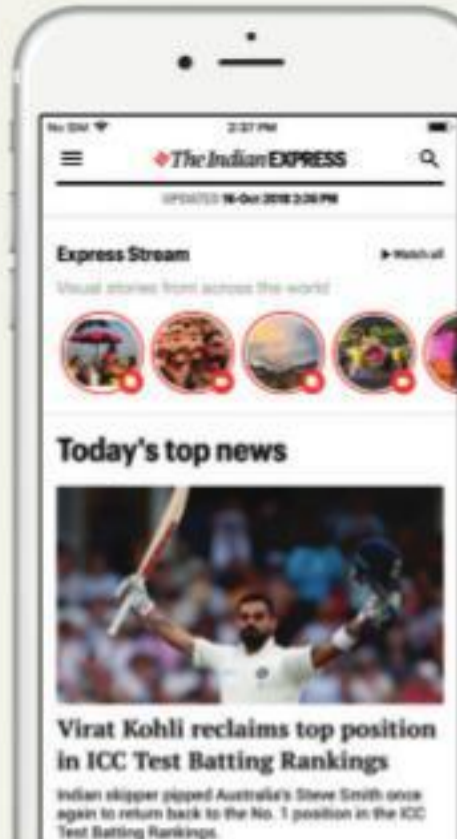 No SIM
2:37 PM
The Indian EXPRESS
UPDATED 16-Oct 2018 2:36 PM
Express Stream
Watch all
Visual stories from across the world
Today's top news
Virat Kohli reclaims top position
in ICC Test Batting Rankings
Indian skipper pipped Australia's Steve Smith once
again to return back to the No. 1 position in the ICC
Test Batting Rankings.